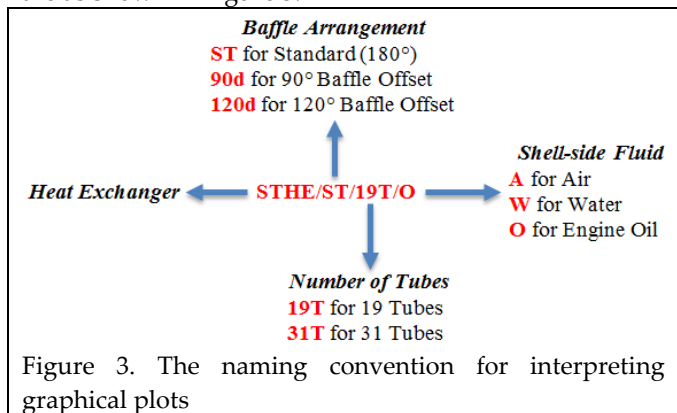 Baffle Arrangement
ST for Standard (180°)
90d for 90° Baffle Offset
120d for 120° Baffle Offset
Shell-side Fluid
A for Air
W for Water
O for Engine Oil
Heat Exchanger
STHE/ST/19T/O
Number of Tubes
19T for 19 Tubes
31T for 31 Tubes
Figure 3. The naming convention for interpreting
graphical plots